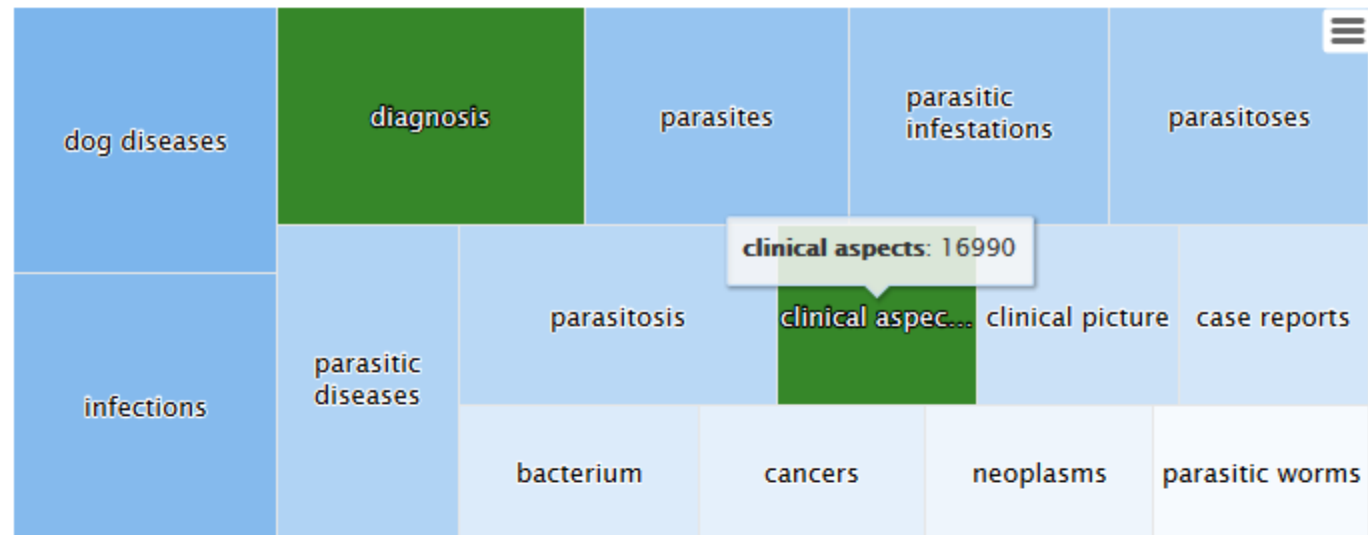 dog diseases
diagnosis
parasites
parasitic
infestations
parasitoses
clinical aspects: 16990
infections
parasitic
diseases
parasitosis
clinical aspec...
clinical picture
case reports
bacterium
cancers
neoplasms
parasitic worms